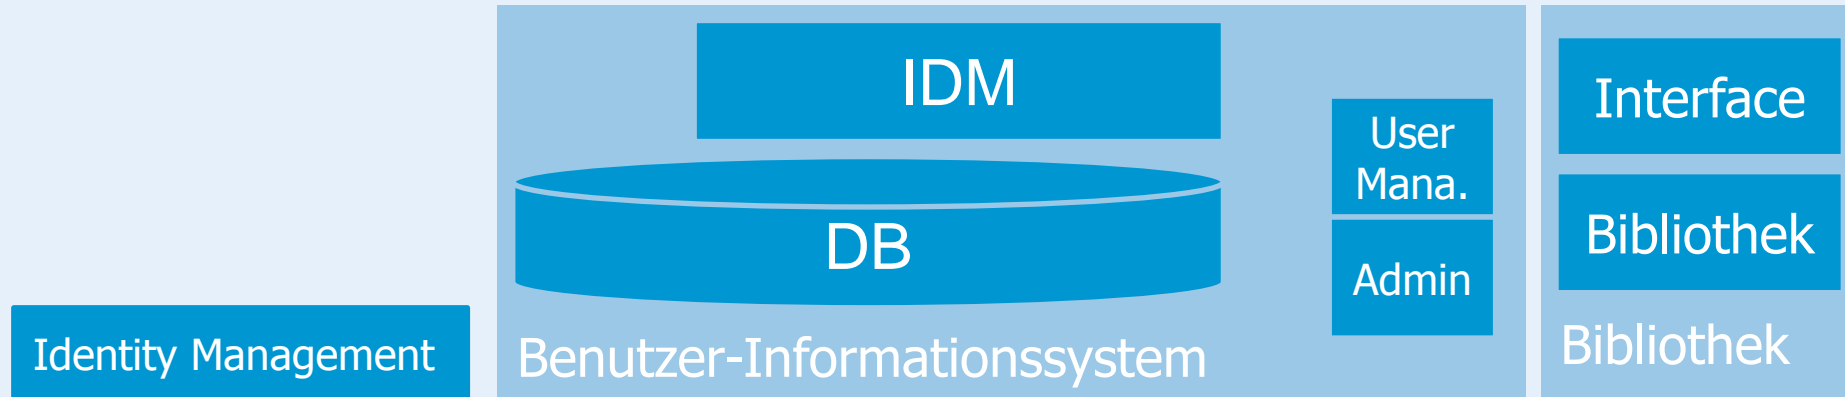 Identity Management
IDM
DB
Benutzer-Informationssystem
User
Mana.
Admin
Interface
Bibliothek
Bibliothek